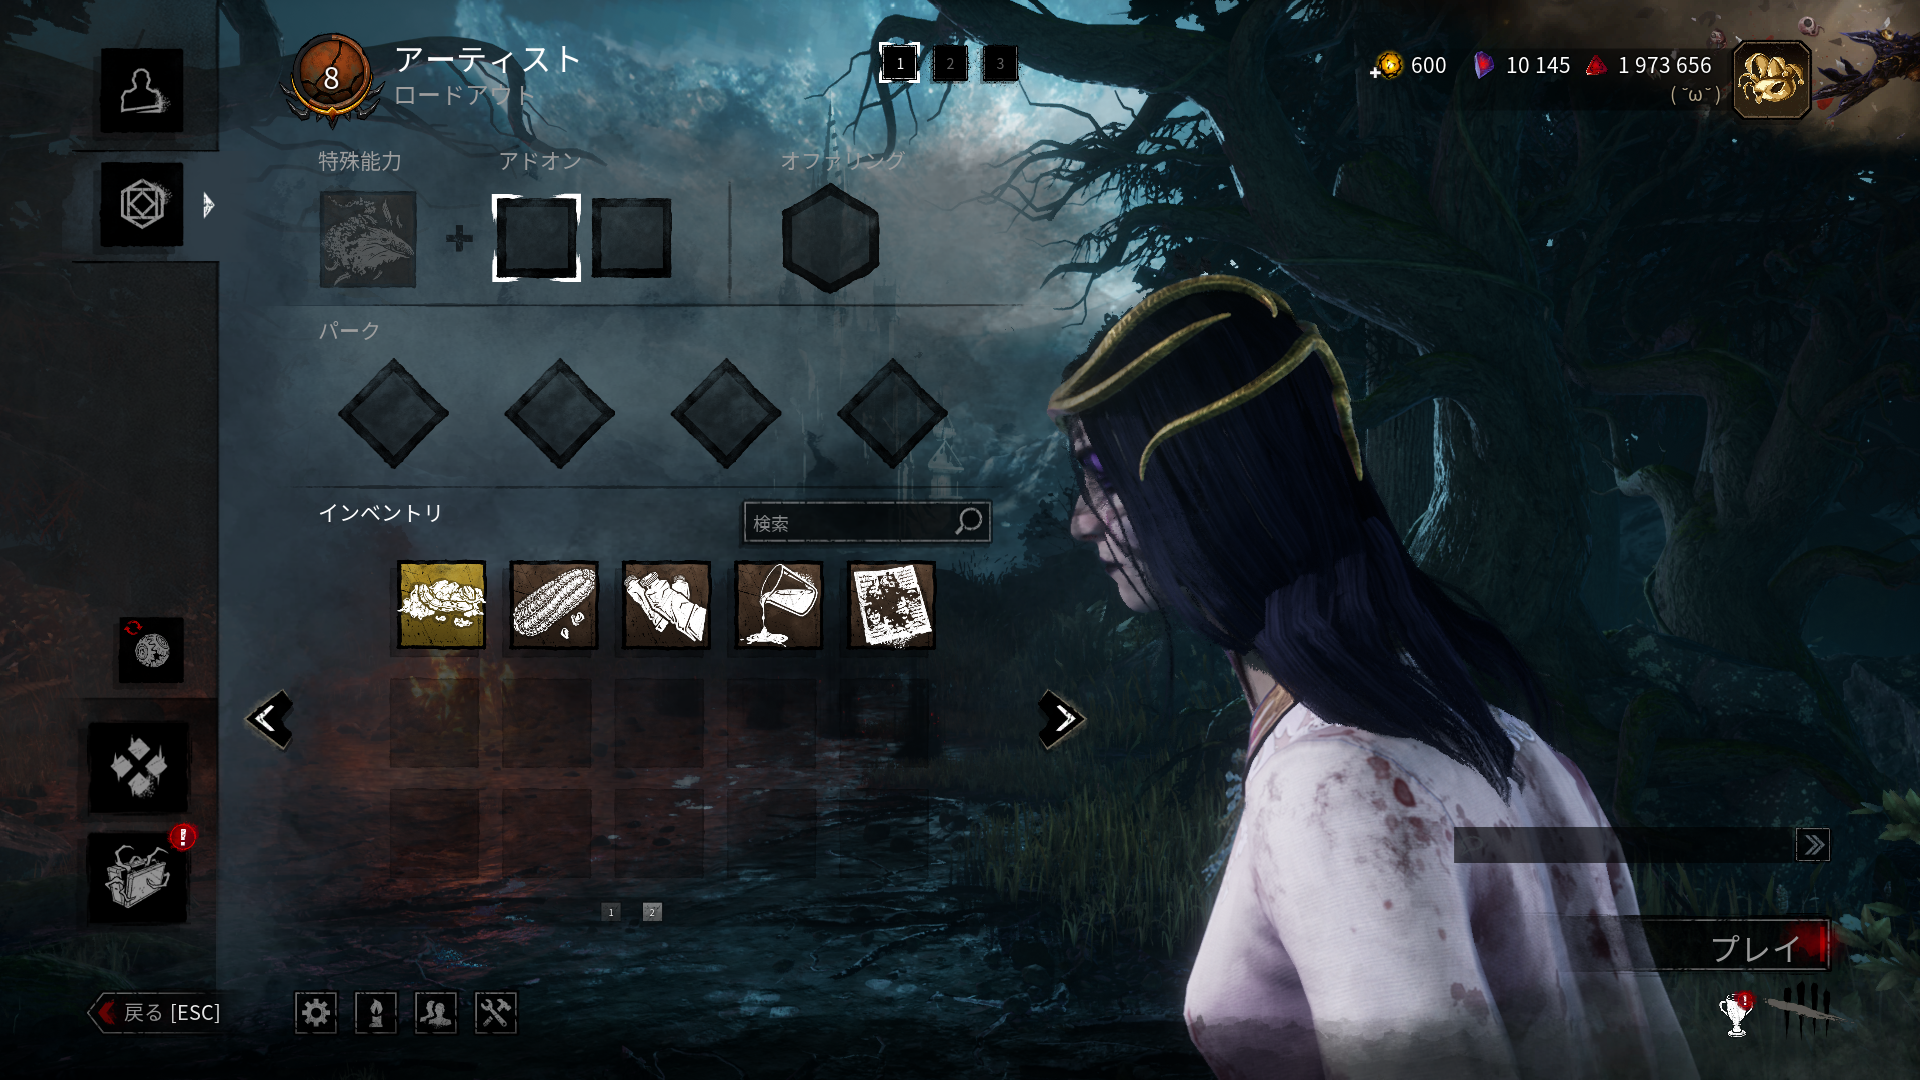 8
アーティスト
ロードアウト
1 2 3
600 10 145 1 973 656
( ˘ω˘ )
特殊能力 アドオン オファリング
パーク
インベントリ
検索
1 2
プレイ
戻る [ESC]